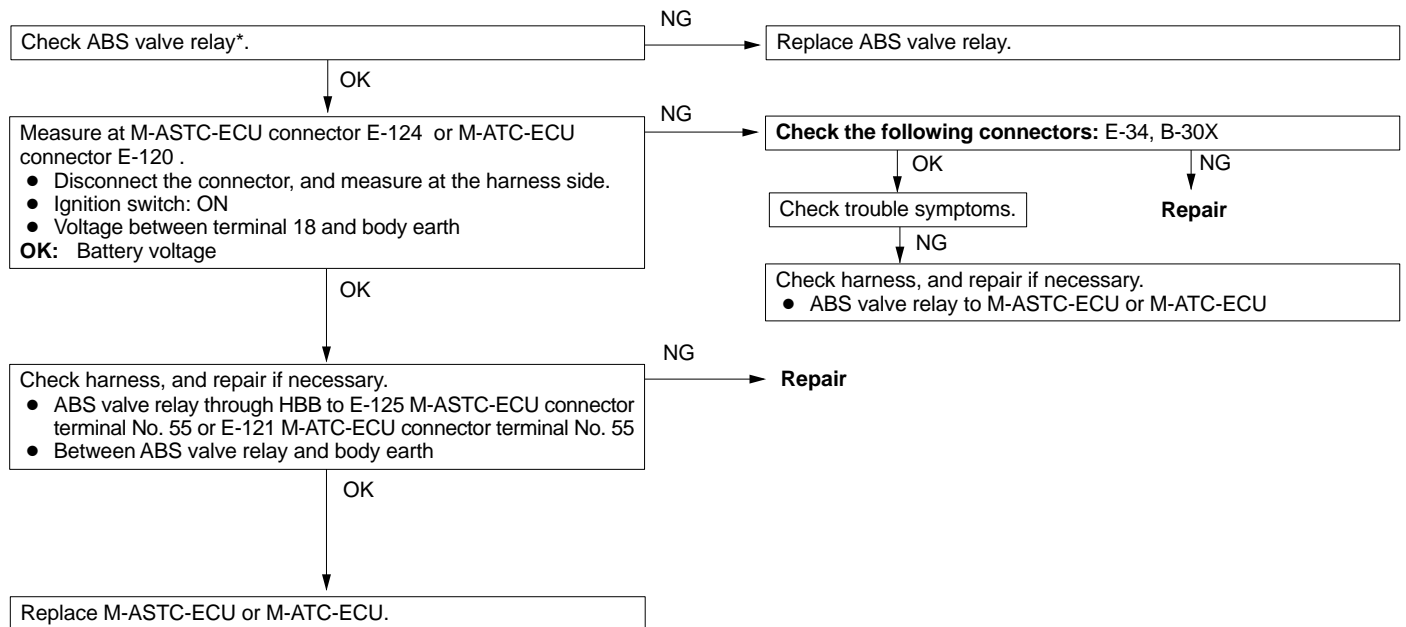 Check ABS valve relay*.
NG
Replace ABS valve relay.
OK
Measure at M-ASTC-ECU connector E-124 or M-ATC-ECU
connector E-120 .
● Disconnect the connector, and measure at the harness side.
● Ignition switch: ON
● Voltage between terminal 18 and body earth
OK: Battery voltage
NG
Check the following connectors: E-34, B-30X
OK
NG
Check trouble symptoms.
Repair
NG
Check harness, and repair if necessary.
● ABS valve relay to M-ASTC-ECU or M-ATC-ECU
OK
Check harness, and repair if necessary.
● ABS valve relay through HBB to E-125 M-ASTC-ECU connector
terminal No. 55 or E-121 M-ATC-ECU connector terminal No. 55
● Between ABS valve relay and body earth
NG
Repair
OK
Replace M-ASTC-ECU or M-ATC-ECU.